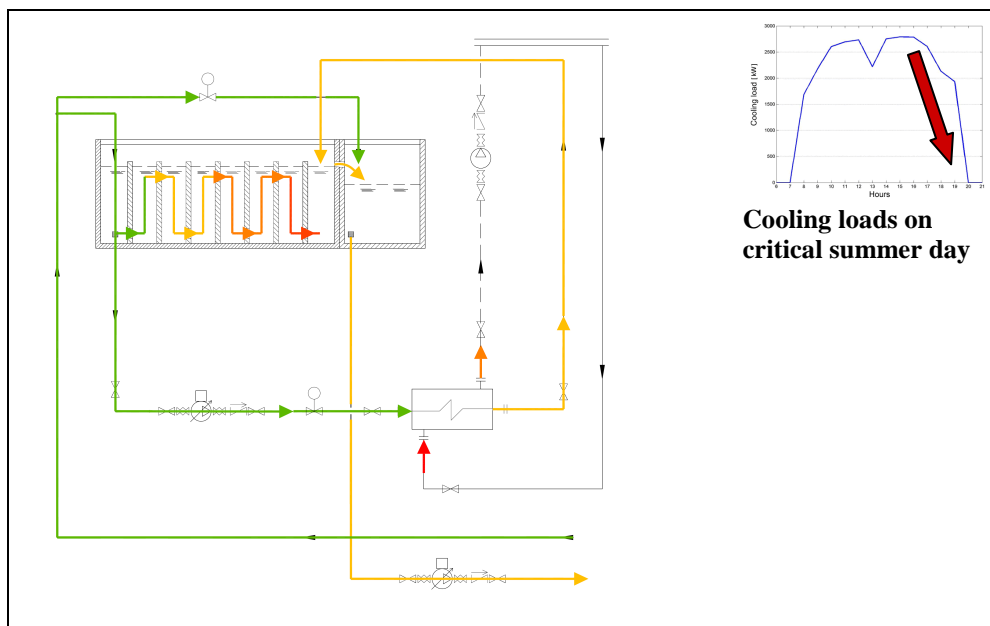 Cooling load [kW]
3000
2500
2000
1500
1000
500
0
6 7 8 9 10 11 12 13 14 15 16 17 18 19 20 21
Hours
Cooling loads on
critical summer day